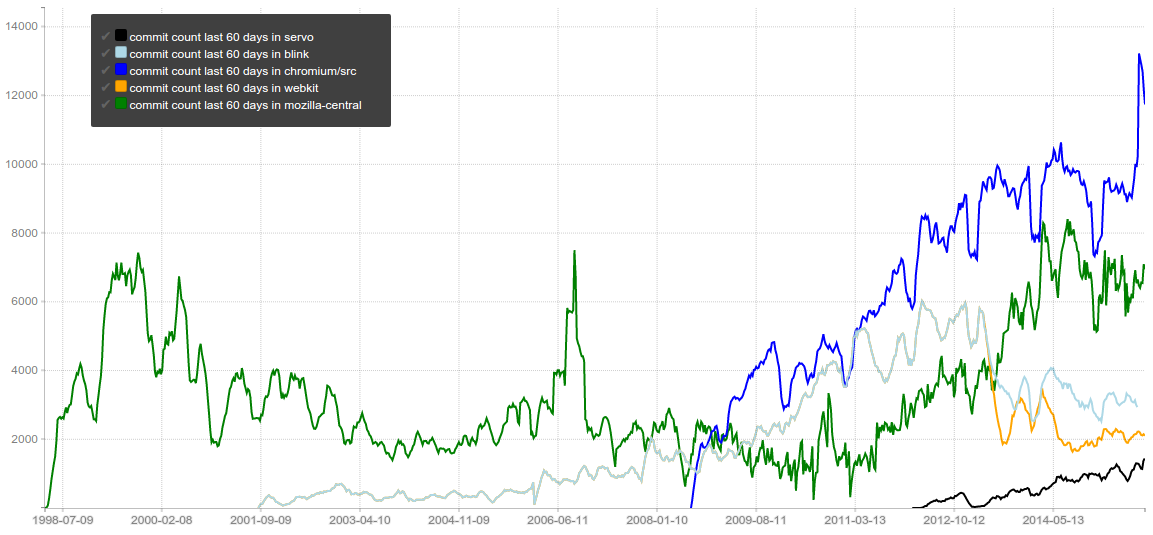 14000
✔ commit count last 60 days in servo
✔ commit count last 60 days in blink
✔ commit count last 60 days in chromium/src
✔ commit count last 60 days in webkit
✔ commit count last 60 days in mozilla-central
12000
10000
8000
6000
4000
2000
1998-07-09 2000-02-08 2001-09-09 2003-04-10 2004-11-09 2006-06-11 2008-01-10 2009-08-11 2011-03-13 2012-10-12 2014-05-13